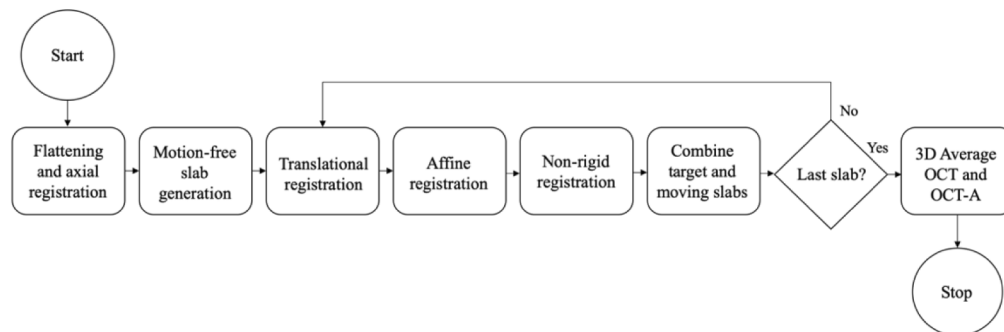 Start
Flattening
and axial
registration
Motion-free
slab
generation
Translational
registration
Affine
registration
Non-rigid
registration
Combine
target and
moving slabs
Last slab?
No
Yes
3D Average
OCT and
OCT-A
Stop